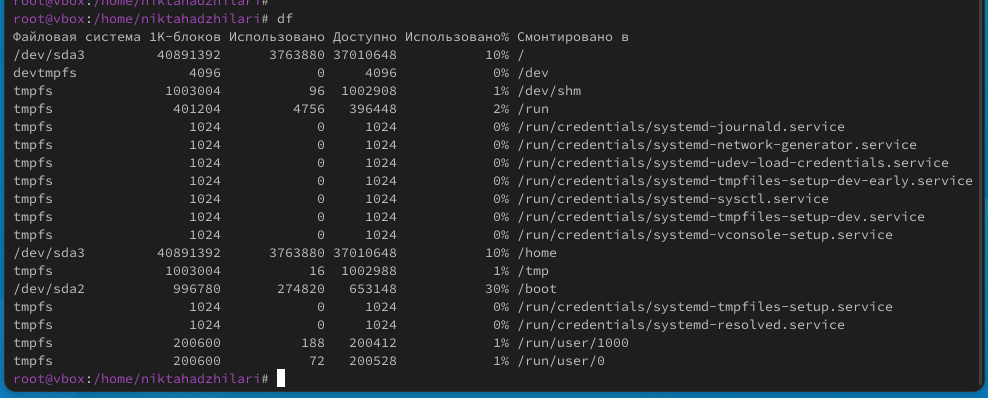 root@vbox:/home/niktahadzhilari#
root@vbox:/home/niktahadzhilari# df
Файловая система 1K-блоков Использовано Доступно Использовано% Смонтировано в
/dev/sda3 40891392 3763880 37010648 10% /
devtmpfs 4096 0 4096 0% /dev
tmpfs 1003004 96 1002908 1% /dev/shm
tmpfs 401204 4756 396448 2% /run
tmpfs 1024 0 1024 0% /run/credentials/systemd-journald.service
tmpfs 1024 0 1024 0% /run/credentials/systemd-network-generator.service
tmpfs 1024 0 1024 0% /run/credentials/systemd-udev-load-credentials.service
tmpfs 1024 0 1024 0% /run/credentials/systemd-tmpfiles-setup-dev-early.service
tmpfs 1024 0 1024 0% /run/credentials/systemd-sysctl.service
tmpfs 1024 0 1024 0% /run/credentials/systemd-tmpfiles-setup-dev.service
tmpfs 1024 0 1024 0% /run/credentials/systemd-vconsole-setup.service
/dev/sda3 40891392 3763880 37010648 10% /home
tmpfs 1003004 16 1002988 1% /tmp
/dev/sda2 996780 274820 653148 30% /boot
tmpfs 1024 0 1024 0% /run/credentials/systemd-tmpfiles-setup.service
tmpfs 1024 0 1024 0% /run/credentials/systemd-resolved.service
tmpfs 200600 188 200412 1% /run/user/1000
tmpfs 200600 72 200528 1% /run/user/0
root@vbox:/home/niktahadzhilari#